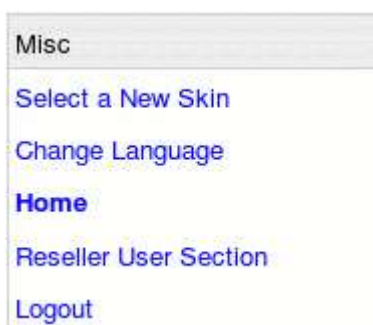 Misc
Select a New Skin
Change Language
Home
Reseller User Section
Logout